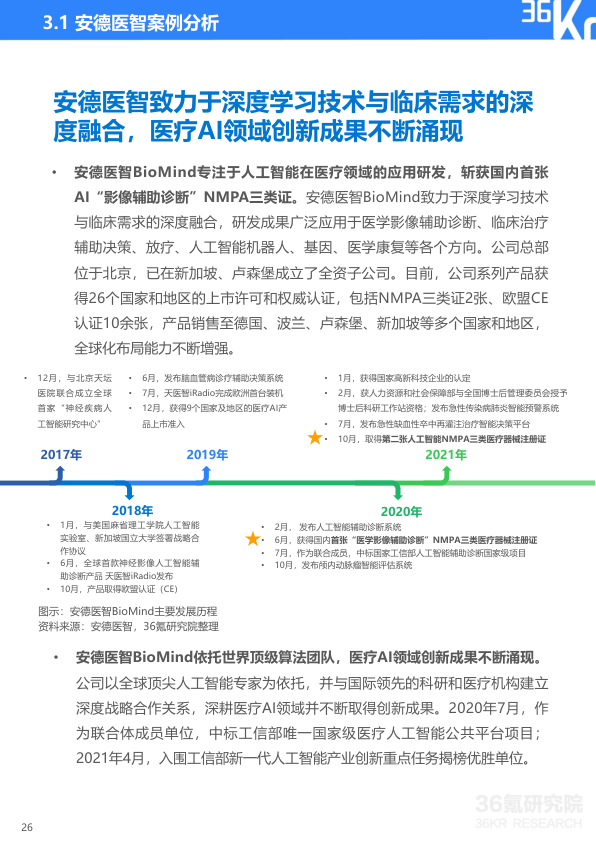 3.1 安德医智案例分析
36Kr
安德医智致力于深度学习技术与临床需求的深
度融合，医疗AI领域创新成果不断涌现
• 安德医智BioMind专注于人工智能在医疗领域的应用研发，斩获国内首张
AI“影像辅助诊断”NMPA三类证。安德医智BioMind致力于深度学习技术
与临床需求的深度融合，研发成果广泛应用于医学影像辅助诊断、临床治疗
辅助决策、放疗、人工智能机器人、基因、医学康复等各个方向。公司总部
位于北京，已在新加坡、卢森堡成立了全资子公司。目前，公司系列产品获
得26个国家和地区的上市许可和权威认证，包括NMPA三类证2张、欧盟CE
认证10余张，产品销售至德国、波兰、卢森堡、新加坡等多个国家和地区，
全球化布局能力不断增强。
• 12月，与北京天坛
医院联合成立全球
首家“神经疾病人
工智能研究中心”
2017年
• 6月，发布脑血管病诊疗辅助决策系统
• 7月，天医智iRadio完成欧洲首台装机
• 12月，获得9个国家及地区的医疗AI产
品上市准入
2019年
• 1月，获得国家高新科技企业的认定
• 2月，获人力资源和社会保障部与全国博士后管理委员会授予
博士后科研工作站资格；发布急性传染病肺炎智能预警系统
• 7月，发布急性缺血性卒中再灌注治疗智能决策平台
• 10月，取得第二张人工智能NMPA三类医疗器械注册证
2021年
2018年
• 1月，与美国麻省理工学院人工智能
实验室、新加坡国立大学签署战略合
作协议
• 6月，全球首款神经影像人工智能辅
助诊断产品 天医智iRadio发布
• 10月，产品取得欧盟认证（CE）
2020年
• 2月， 发布人工智能辅助诊断系统
• 6月，获得国内首张“医学影像辅助诊断”NMPA三类医疗器械注册证
• 7月，作为联合成员，中标国家工信部人工智能辅助诊断国家级项目
• 10月，发布颅内动脉瘤智能评估系统
图示：安德医智BioMind主要发展历程
资料来源：安德医智，36氪研究院整理
• 安德医智BioMind依托世界顶级算法团队，医疗AI领域创新成果不断涌现。
公司以全球顶尖人工智能专家为依托，并与国际领先的科研和医疗机构建立
深度战略合作关系，深耕医疗AI领域并不断取得创新成果。2020年7月，作
为联合体成员单位，中标工信部唯一国家级医疗人工智能公共平台项目；
2021年4月，入围工信部新一代人工智能产业创新重点任务揭榜优胜单位。
36氪研究院
36KR RESEARCH
26